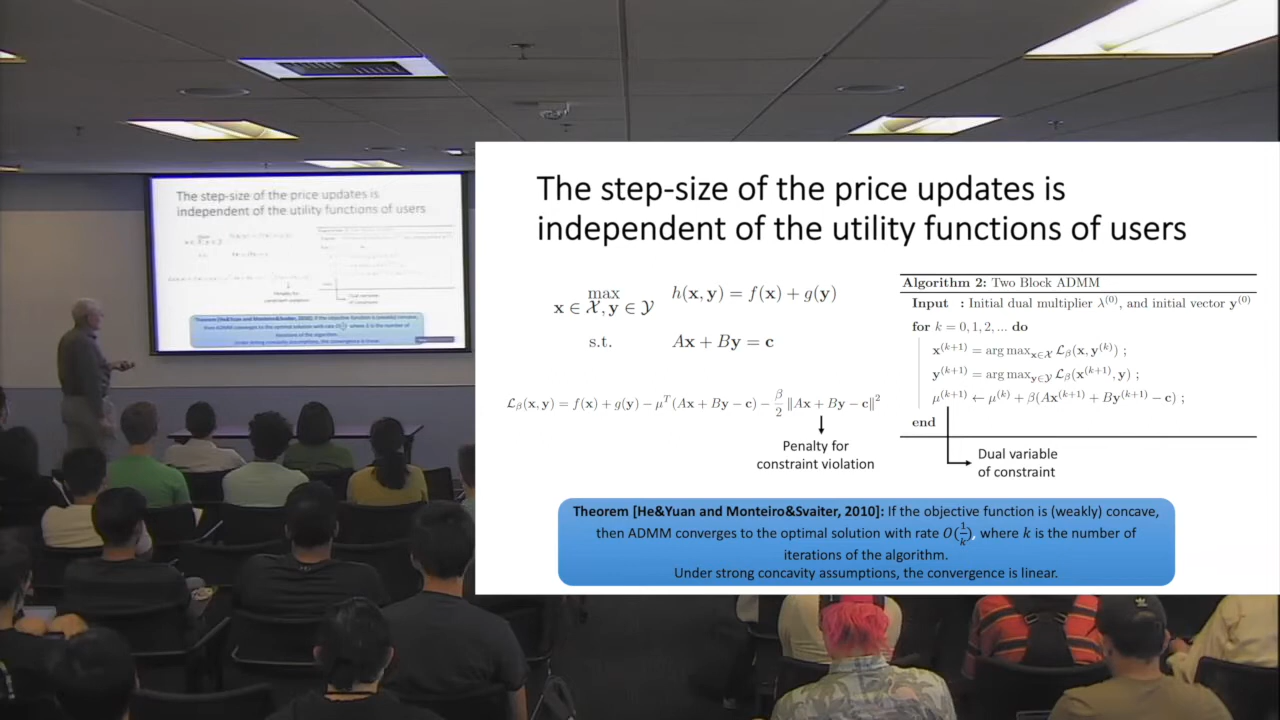 The step-size of the price updates is
independent of the utility functions of users
The step-size of the price updates is
independent of the utility functions of users
max
x ∈ 𝒳, y ∈ 𝒴
h(x, y) = f(x) + g(y)
s.t.
Ax + By = c
ℒβ(x, y) = f(x) + g(y) − μᵀ(Ax + By − c) − β/2 ‖Ax + By − c‖²
Penalty for
constraint violation
Algorithm 2: Two Block ADMM
Input : Initial dual multiplier λ⁽⁰⁾, and initial vector y⁽⁰⁾
for k = 0, 1, 2, ... do
x⁽ᵏ⁺¹⁾ = arg maxₓ∈𝒳 ℒβ(x, y⁽ᵏ⁾) ;
y⁽ᵏ⁺¹⁾ = arg max_y∈𝒴 ℒβ(x⁽ᵏ⁺¹⁾, y) ;
μ⁽ᵏ⁺¹⁾ ← μ⁽ᵏ⁾ + β(Ax⁽ᵏ⁺¹⁾ + By⁽ᵏ⁺¹⁾ − c) ;
end
Dual variable
of constraint
Theorem [He&Yuan and Monteiro&Svaiter, 2010]: If the objective function is (weakly) concave,
then ADMM converges to the optimal solution with rate O(1/k), where k is the number of
iterations of the algorithm.
Under strong concavity assumptions, the convergence is linear.